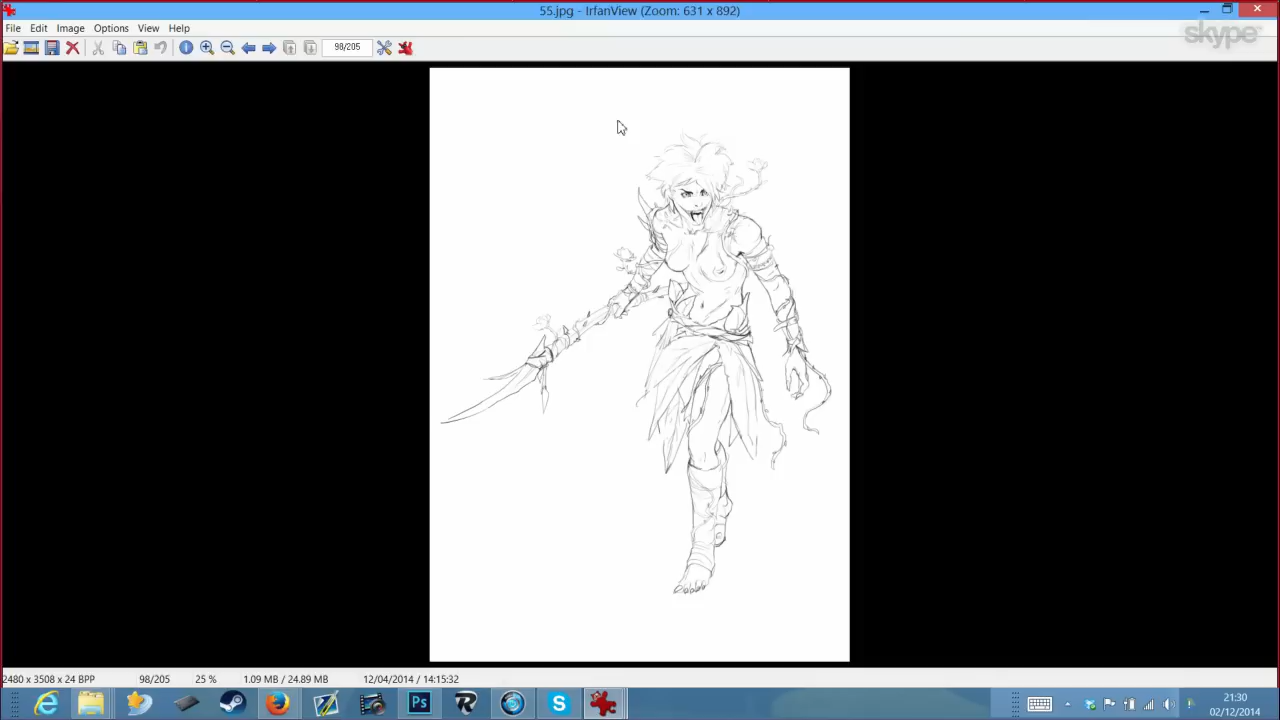 55.jpg - IrfanView (Zoom: 631 x 892)
File Edit Image Options View Help
skype
98/205
2480 x 3508 x 24 BPP 98/205 25 % 1.09 MB / 24.89 MB 12/04/2014 / 14:15:32
Ps
R
S
21:30
02/12/2014